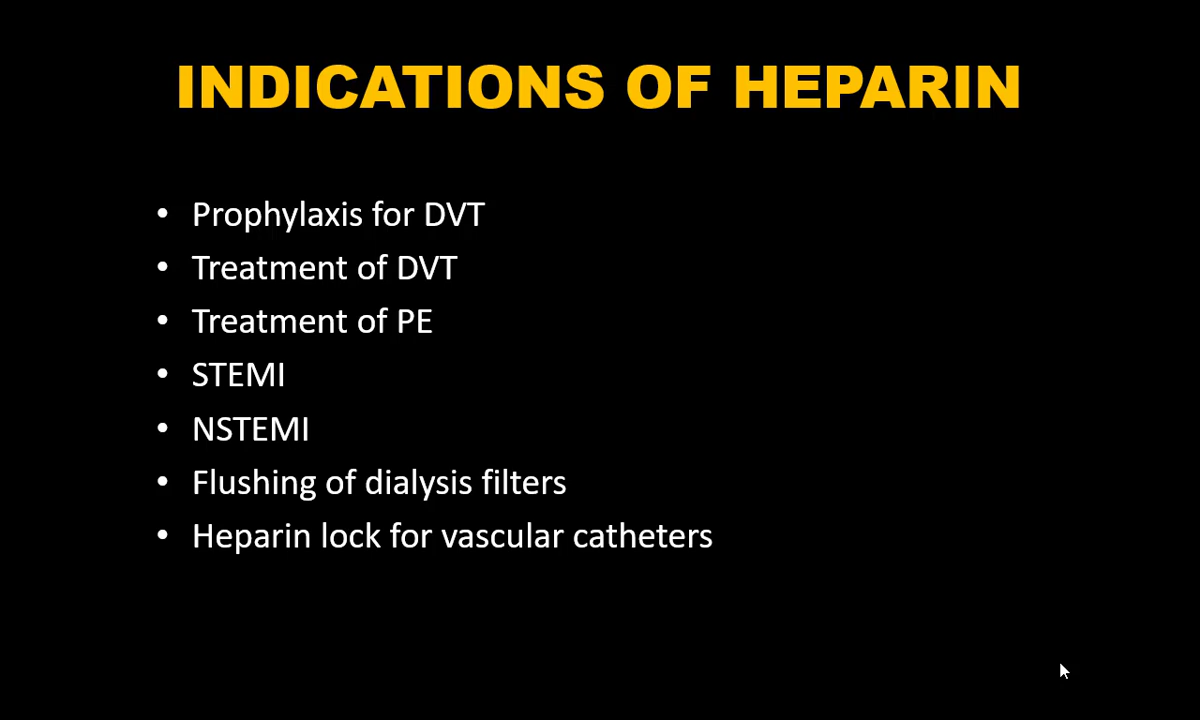 INDICATIONS OF HEPARIN
• Prophylaxis for DVT
• Treatment of DVT
• Treatment of PE
• STEMI
• NSTEMI
• Flushing of dialysis filters
• Heparin lock for vascular catheters